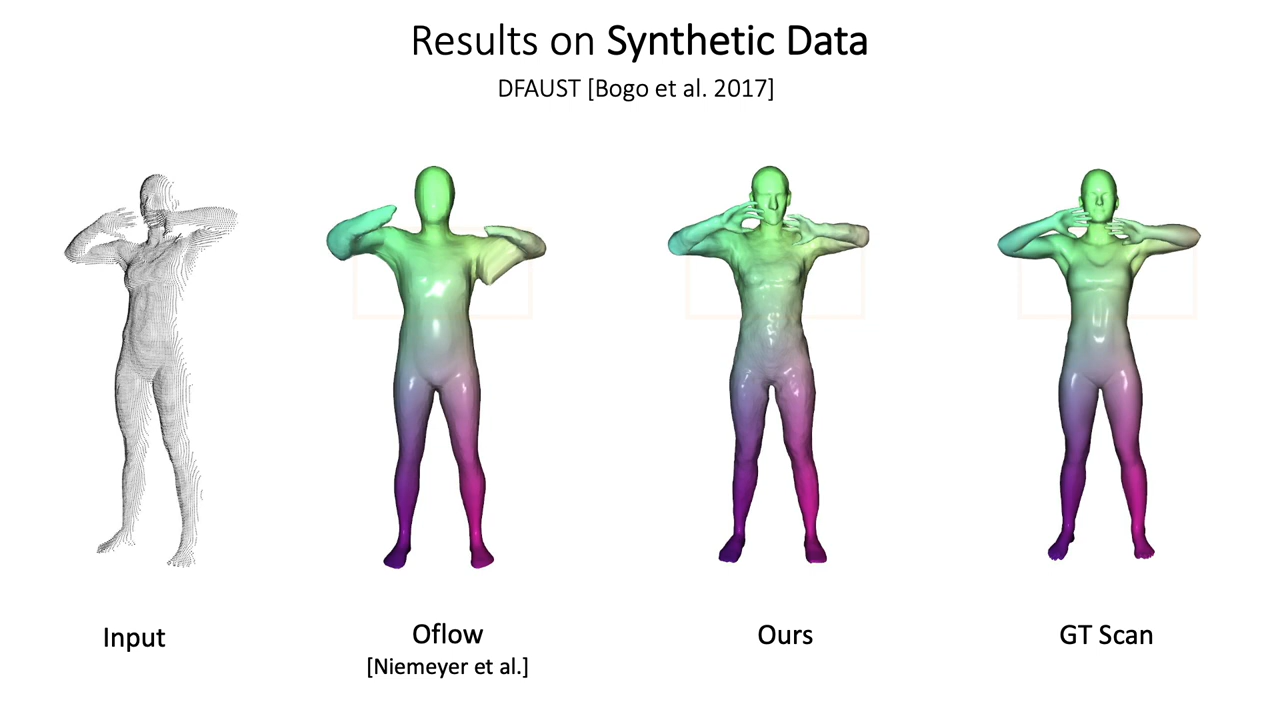 Results on Synthetic Data
DFAUST [Bogo et al. 2017]
Input
Oflow
[Niemeyer et al.]
Ours
GT Scan